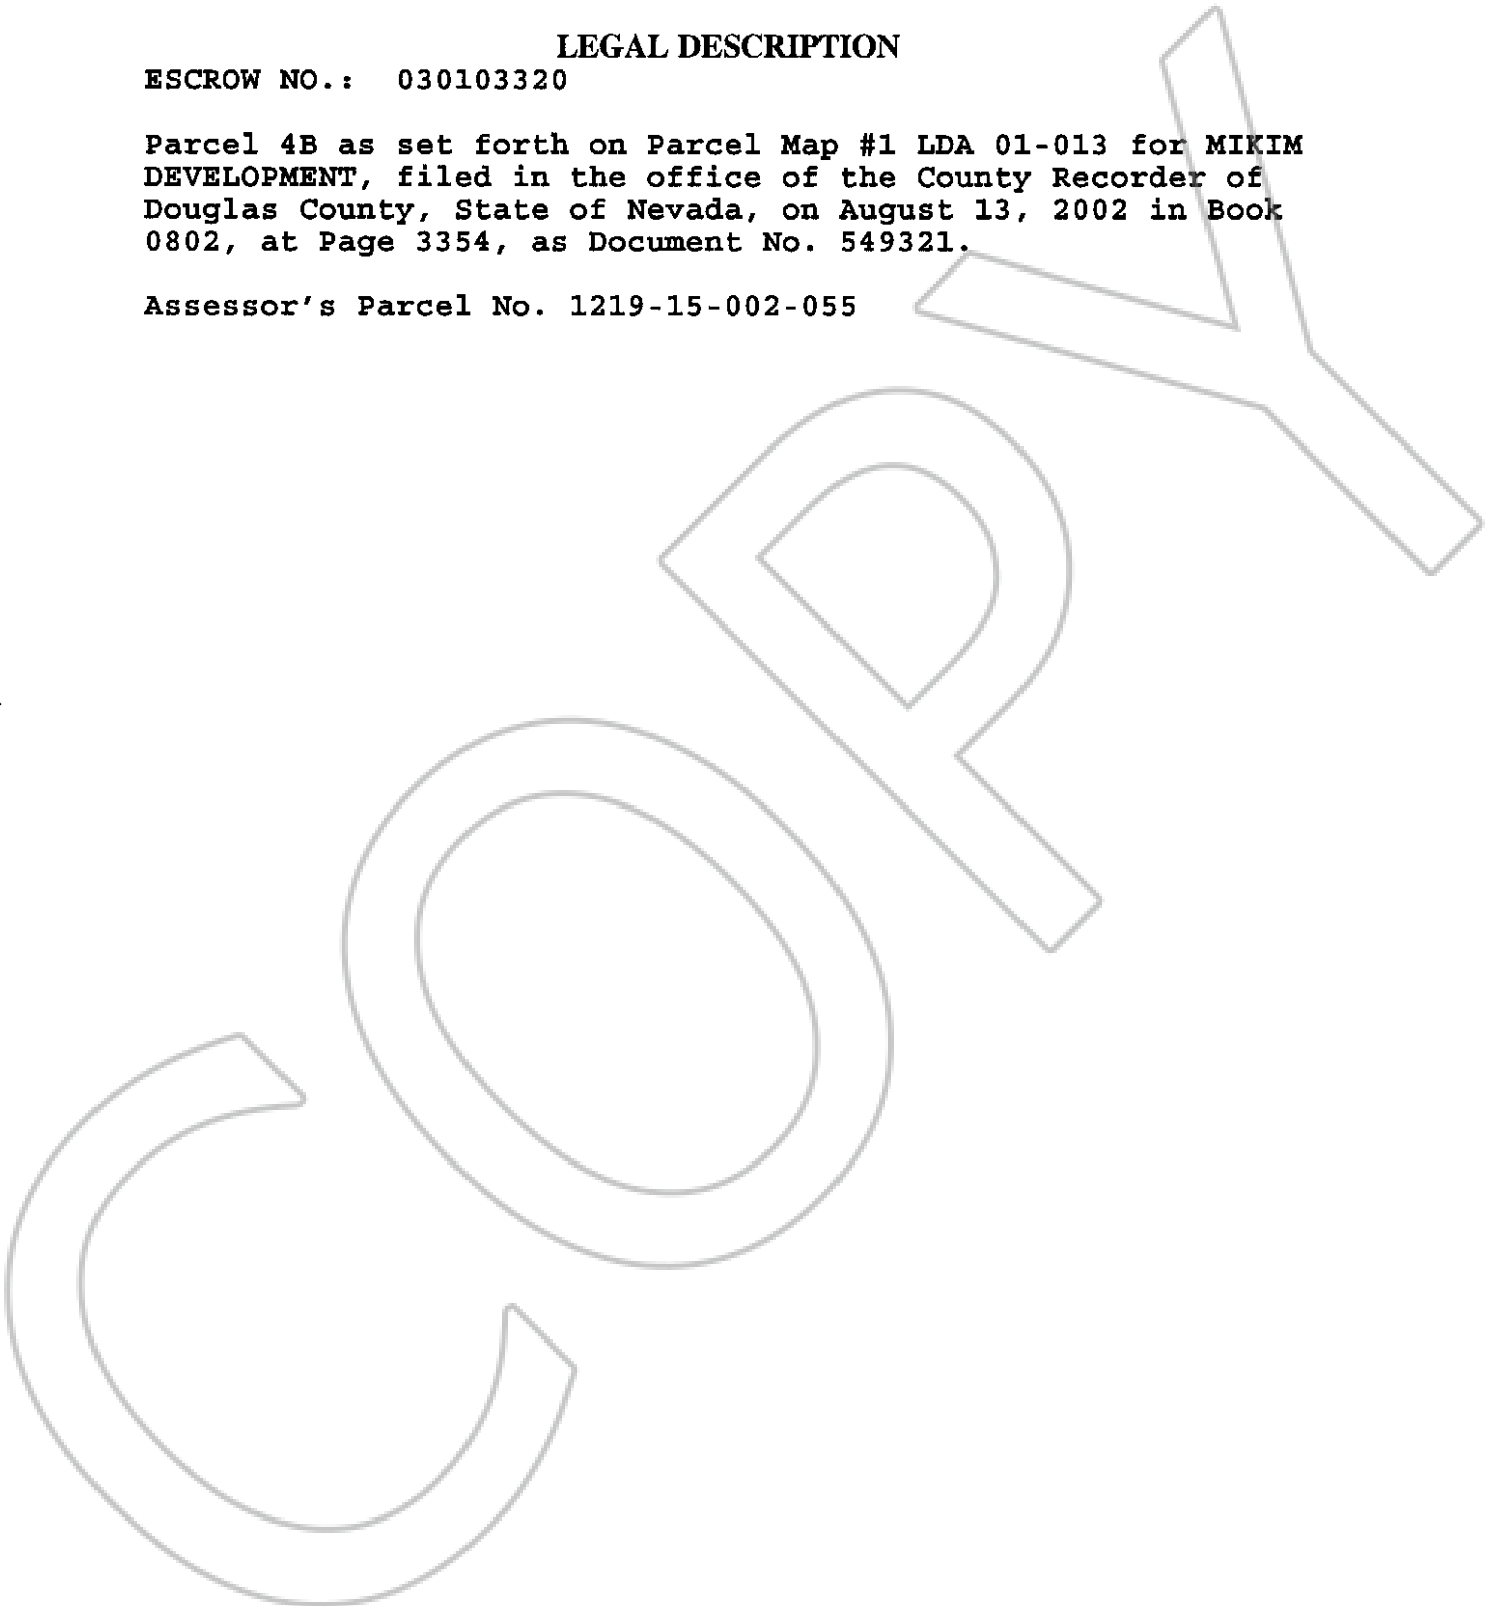 LEGAL DESCRIPTION
ESCROW NO.: 030103320
Parcel 4B as set forth on Parcel Map #1 LDA 01-013 for MIKIM
DEVELOPMENT, filed in the office of the County Recorder of
Douglas County, State of Nevada, on August 13, 2002 in Book
0802, at Page 3354, as Document No. 549321.
Assessor's Parcel No. 1219-15-002-055
COPY